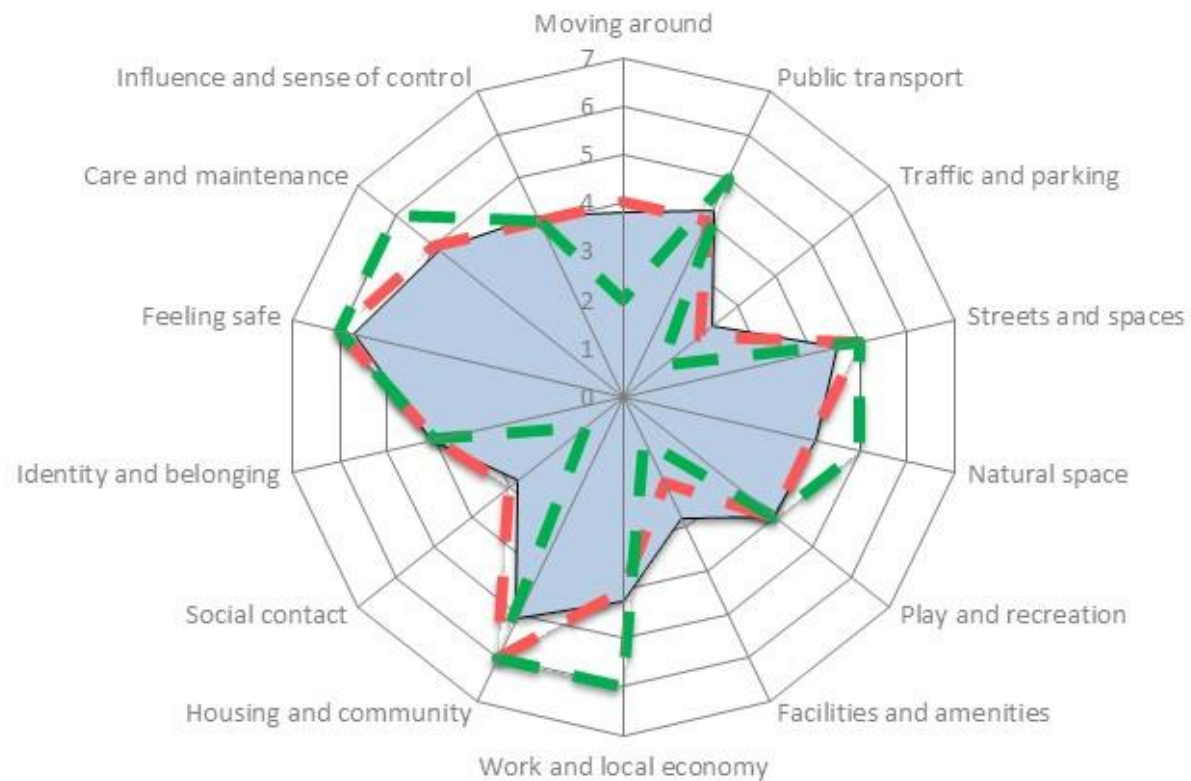 Moving around
7
Influence and sense of control
Public transport
6
5
Care and maintenance
Traffic and parking
4
3
Feeling safe
Streets and spaces
2
1
0
Identity and belonging
Natural space
Social contact
Play and recreation
Housing and community
Facilities and amenities
Work and local economy